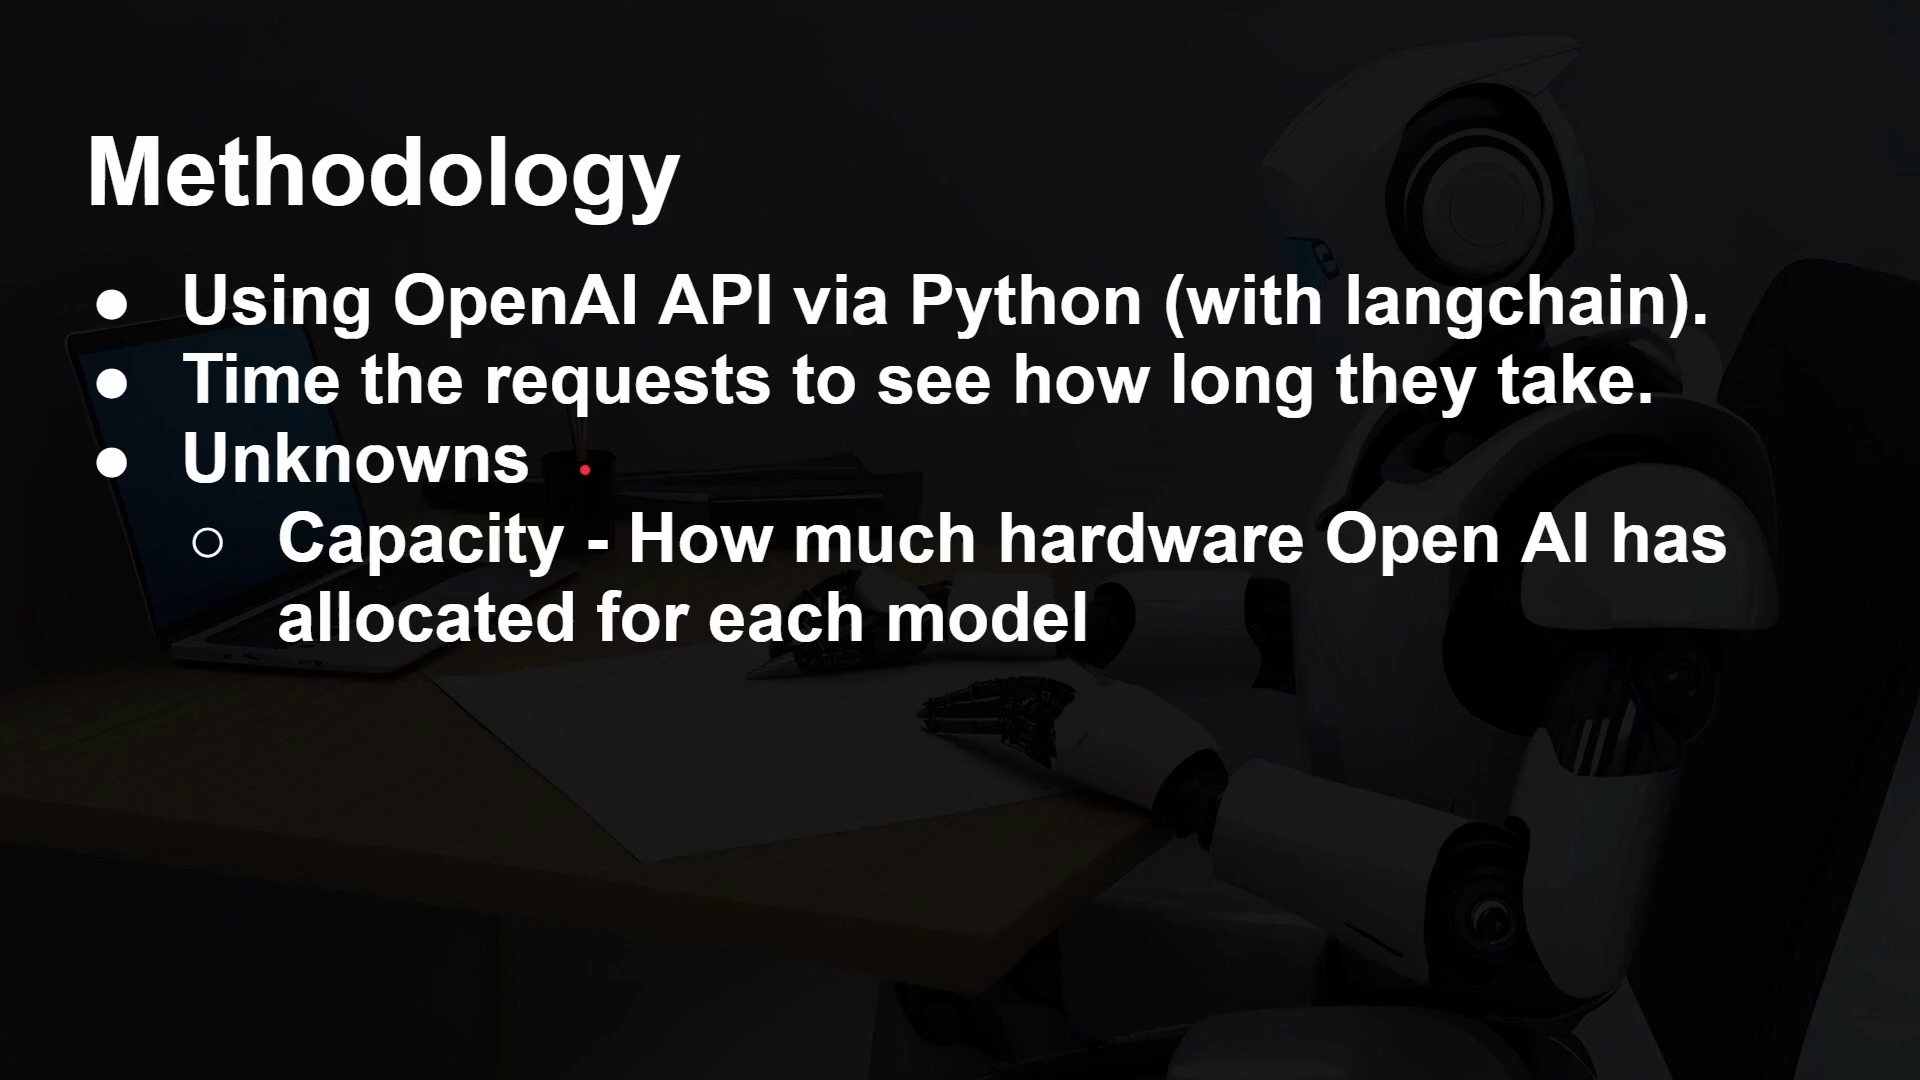 Methodology
● Using OpenAI API via Python (with langchain).
● Time the requests to see how long they take.
● Unknowns
○ Capacity - How much hardware Open AI has
allocated for each model